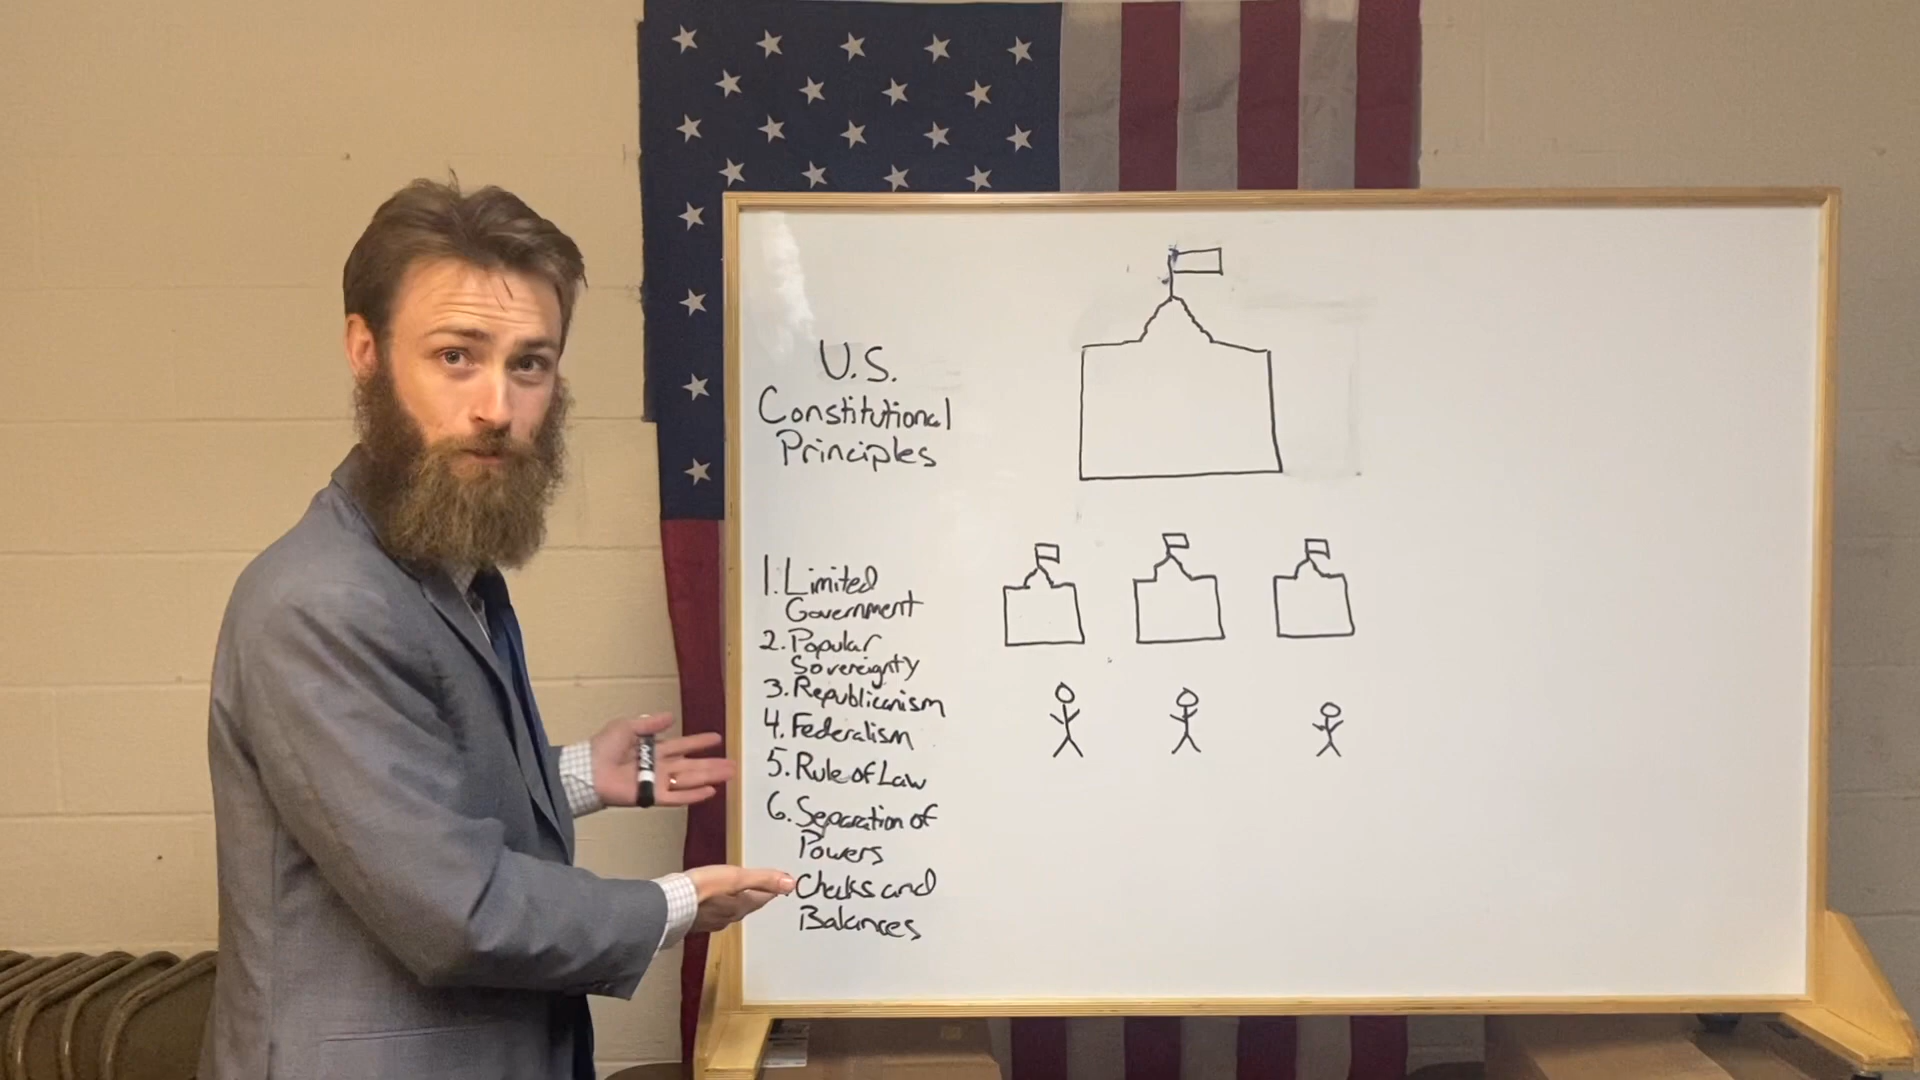 U.S.
Constitutional
Principles
1. Limited
Government
2. Popular
Sovereignty
3. Republicanism
4. Federalism
5. Rule of Law
6. Separation of
Powers
Checks and
Balances
EXPO